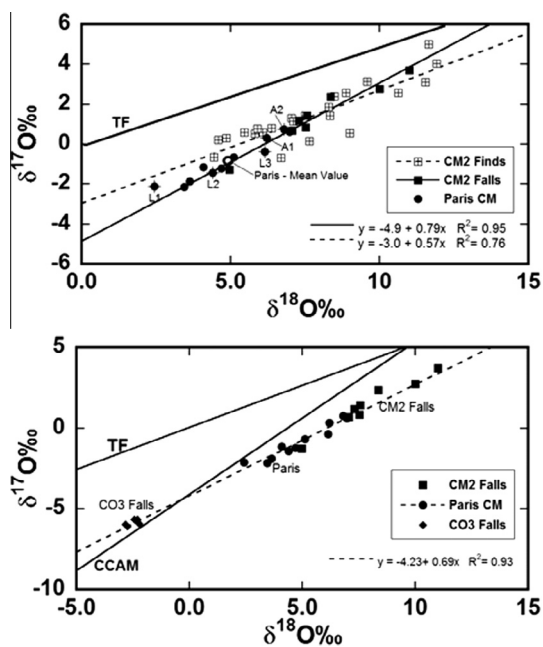 6
4
2
0
-2
-4
-6
δ¹⁷O‰
TF
A2
A1
L3
L2
L1
Paris - Mean Value
CM2 Finds
CM2 Falls
Paris CM
y = -4.9 + 0.79x R²= 0.95
y = -3.0 + 0.57x R²= 0.76
0.0 5.0 10 15
δ¹⁸O‰
5
0
-5
-10
δ¹⁷O‰
TF
CM2 Falls
Paris
CO3 Falls
CCAM
CM2 Falls
Paris CM
CO3 Falls
y = -4.23+ 0.69x R²= 0.93
-5.0 0.0 5.0 10 15
δ¹⁸O‰